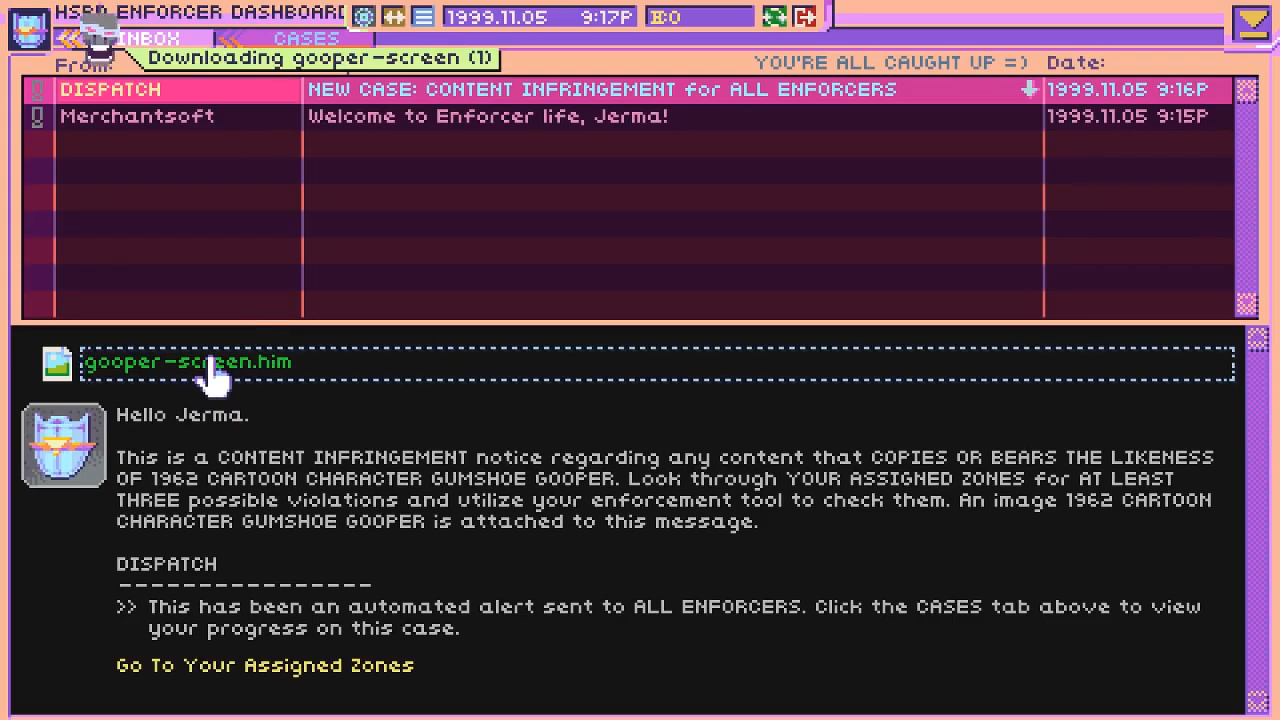 HSPD ENFORCER DASHBOARD
1999.11.05 9:17P
:0
INBOX
CASES
Downloading gooper-screen (1)
From:
YOU'RE ALL CAUGHT UP =)
Date:
DISPATCH
NEW CASE: CONTENT INFRINGEMENT for ALL ENFORCERS
1999.11.05 9:16P
Merchantsoft
Welcome to Enforcer life, Jerma!
1999.11.05 9:15P
gooper-screen.him
Hello Jerma.
This is a CONTENT INFRINGEMENT notice regarding any content that COPIES OR BEARS THE LIKENESS
OF 1962 CARTOON CHARACTER GUMSHOE GOOPER. Look through YOUR ASSIGNED ZONES for AT LEAST
THREE possible violations and utilize your enforcement tool to check them. An image 1962 CARTOON
CHARACTER GUMSHOE GOOPER is attached to this message.
DISPATCH
----------------
>> This has been an automated alert sent to ALL ENFORCERS. Click the CASES tab above to view
your progress on this case.
Go To Your Assigned Zones